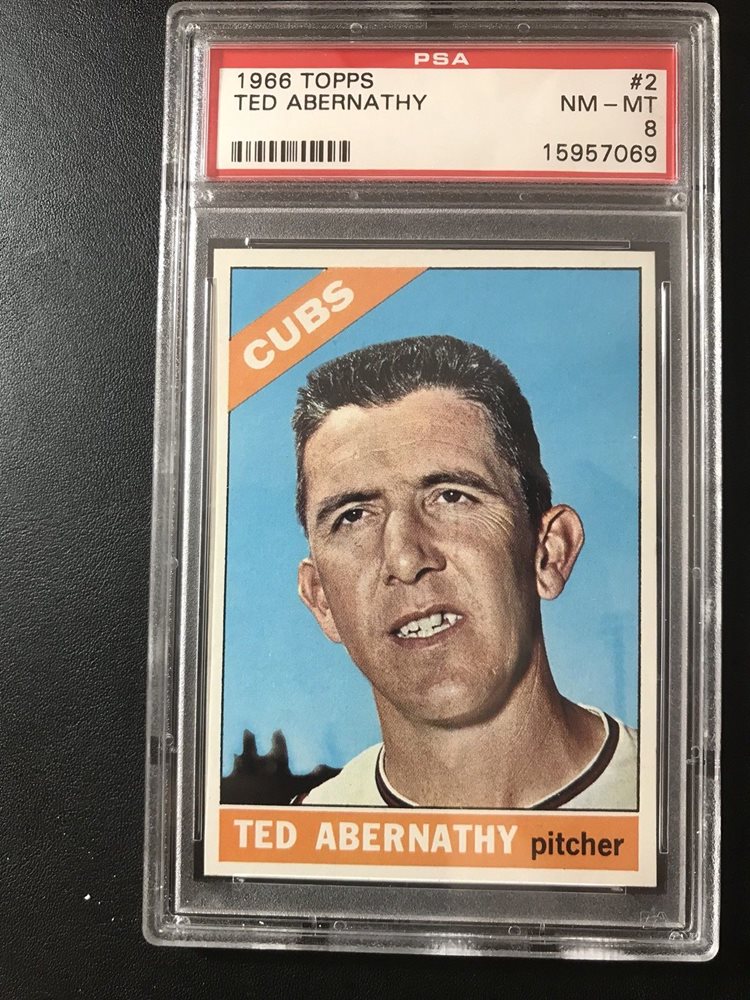 PSA
1966 TOPPS #2
TED ABERNATHY NM - MT
8
15957069
CUBS
TED ABERNATHY pitcher